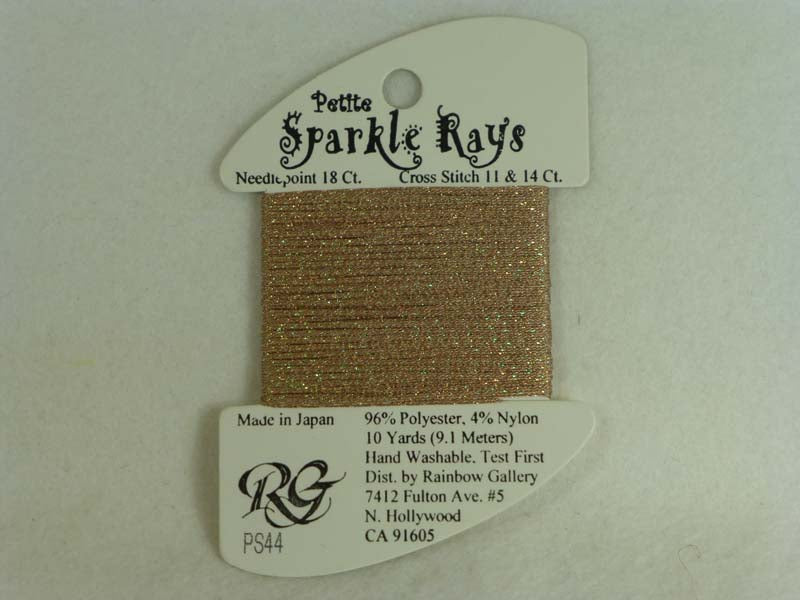 Petite
Sparkle Rays
Needlepoint 18 Ct. Cross Stitch 11 & 14 Ct.
Made in Japan
96% Polyester, 4% Nylon
10 Yards (9.1 Meters)
Hand Washable, Test First
Dist. by Rainbow Gallery
7412 Fulton Ave. #5
N. Hollywood
CA 91605
RG
PS44